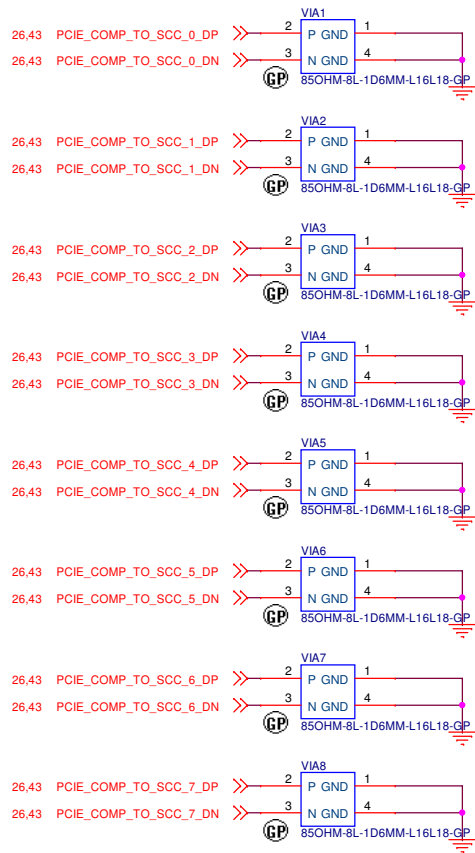 VIA1
26,43 PCIE_COMP_TO_SCC_0_DP 2 P GND 1
26,43 PCIE_COMP_TO_SCC_0_DN 3 N GND 4
GP 85OHM-8L-1D6MM-L16L18-GP
VIA2
26,43 PCIE_COMP_TO_SCC_1_DP 2 P GND 1
26,43 PCIE_COMP_TO_SCC_1_DN 3 N GND 4
GP 85OHM-8L-1D6MM-L16L18-GP
VIA3
26,43 PCIE_COMP_TO_SCC_2_DP 2 P GND 1
26,43 PCIE_COMP_TO_SCC_2_DN 3 N GND 4
GP 85OHM-8L-1D6MM-L16L18-GP
VIA4
26,43 PCIE_COMP_TO_SCC_3_DP 2 P GND 1
26,43 PCIE_COMP_TO_SCC_3_DN 3 N GND 4
GP 85OHM-8L-1D6MM-L16L18-GP
VIA5
26,43 PCIE_COMP_TO_SCC_4_DP 2 P GND 1
26,43 PCIE_COMP_TO_SCC_4_DN 3 N GND 4
GP 85OHM-8L-1D6MM-L16L18-GP
VIA6
26,43 PCIE_COMP_TO_SCC_5_DP 2 P GND 1
26,43 PCIE_COMP_TO_SCC_5_DN 3 N GND 4
GP 85OHM-8L-1D6MM-L16L18-GP
VIA7
26,43 PCIE_COMP_TO_SCC_6_DP 2 P GND 1
26,43 PCIE_COMP_TO_SCC_6_DN 3 N GND 4
GP 85OHM-8L-1D6MM-L16L18-GP
VIA8
26,43 PCIE_COMP_TO_SCC_7_DP 2 P GND 1
26,43 PCIE_COMP_TO_SCC_7_DN 3 N GND 4
GP 85OHM-8L-1D6MM-L16L18-GP